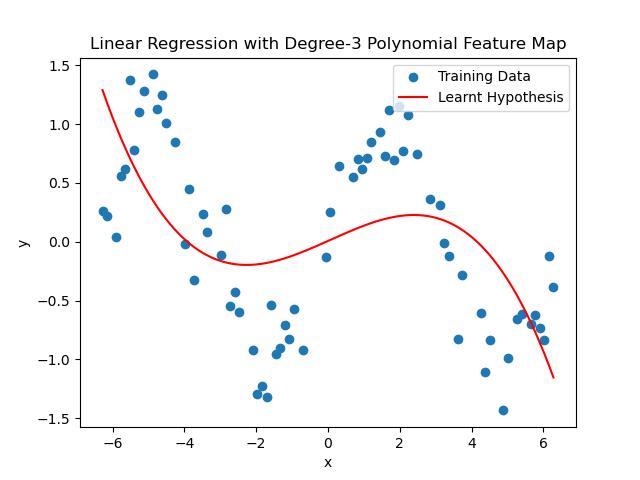 Linear Regression with Degree-3 Polynomial Feature Map
Training Data
Learnt Hypothesis
1.5
1.0
0.5
0.0
−0.5
−1.0
−1.5
y
−6 −4 −2 0 2 4 6
x